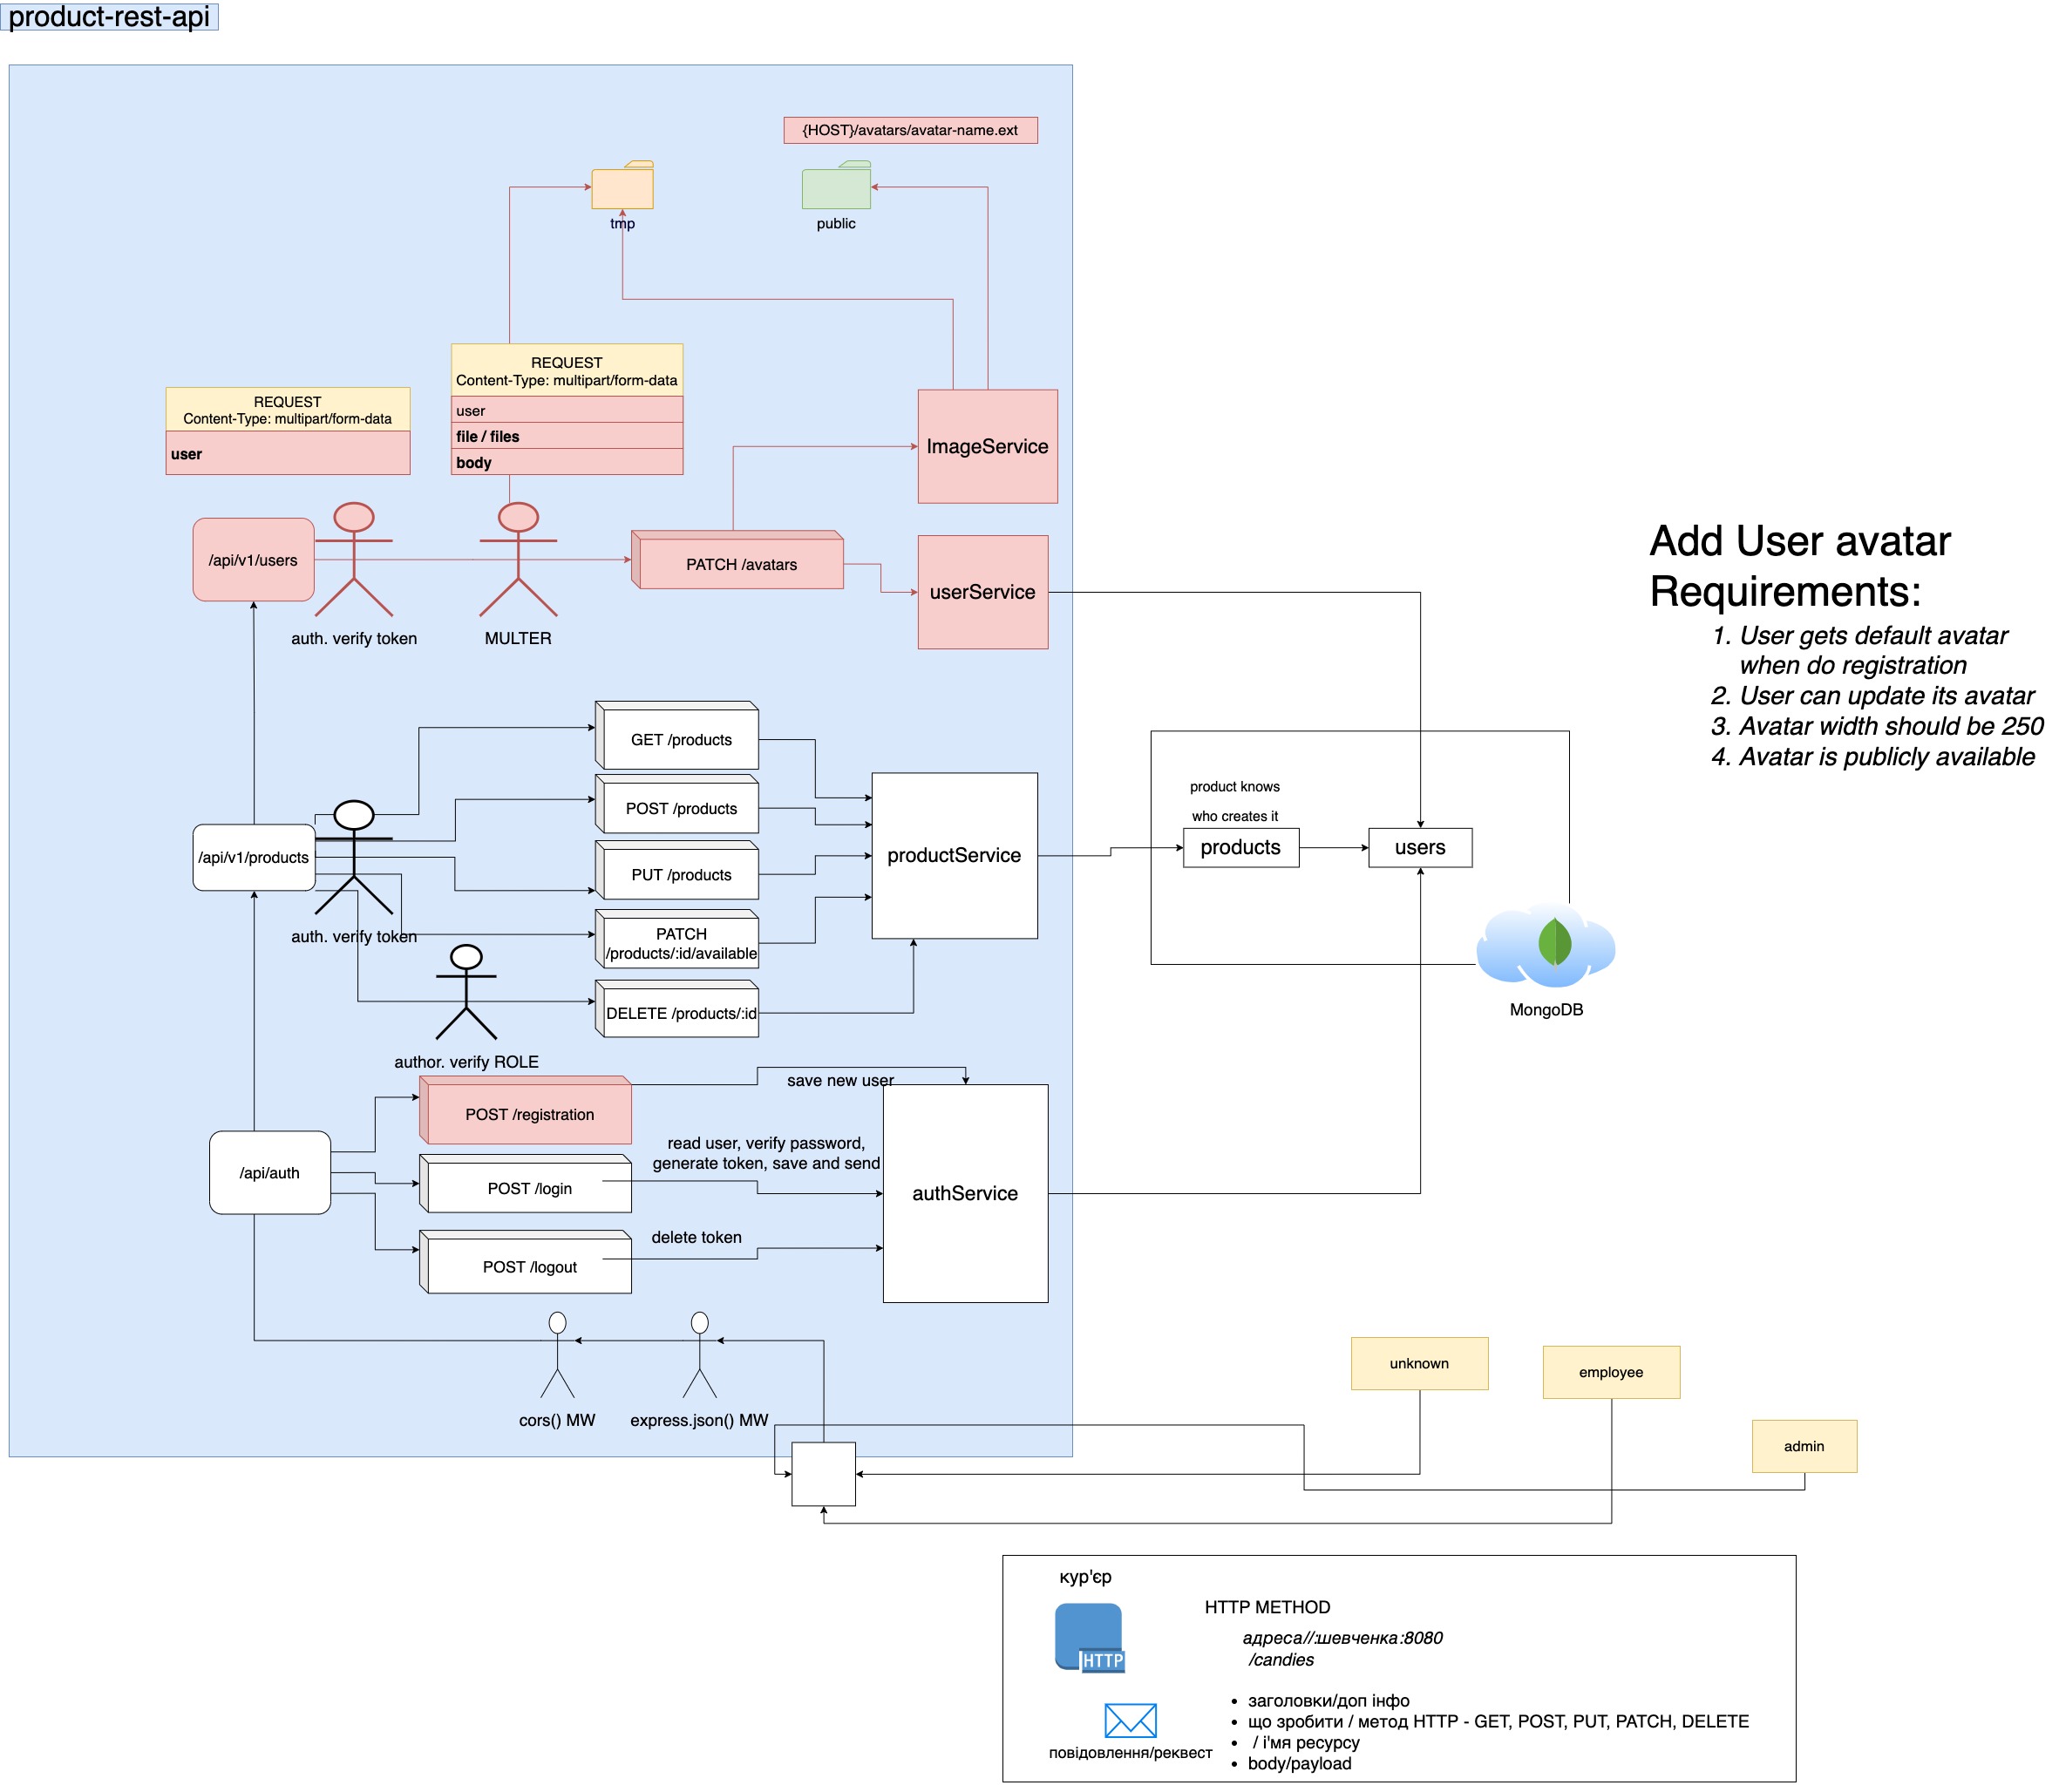 product-rest-api
{HOST}/avatars/avatar-name.ext
tmp
public
REQUEST
Content-Type: multipart/form-data
user
REQUEST
Content-Type: multipart/form-data
user
file / files
body
ImageService
/api/v1/users
auth. verify token
MULTER
PATCH /avatars
userService
Add User avatar
Requirements:
1. User gets default avatar
when do registration
2. User can update its avatar
3. Avatar width should be 250
4. Avatar is publicly available
GET /products
POST /products
PUT /products
PATCH
/products/:id/available
DELETE /products/:id
/api/v1/products
auth. verify token
author. verify ROLE
productService
product knows
who creates it
products
users
MongoDB
POST /registration
save new user
/api/auth
read user, verify password,
generate token, save and send
POST /login
authService
delete token
POST /logout
cors() MW
express.json() MW
unknown
employee
admin
кур'єр
HTTP
HTTP METHOD
адреса//:шевченка:8080
/candies
повідовлення/реквест
• заголовки/доп інфо
• що зробити / метод HTTP - GET, POST, PUT, PATCH, DELETE
• / і'мя ресурсу
• body/payload